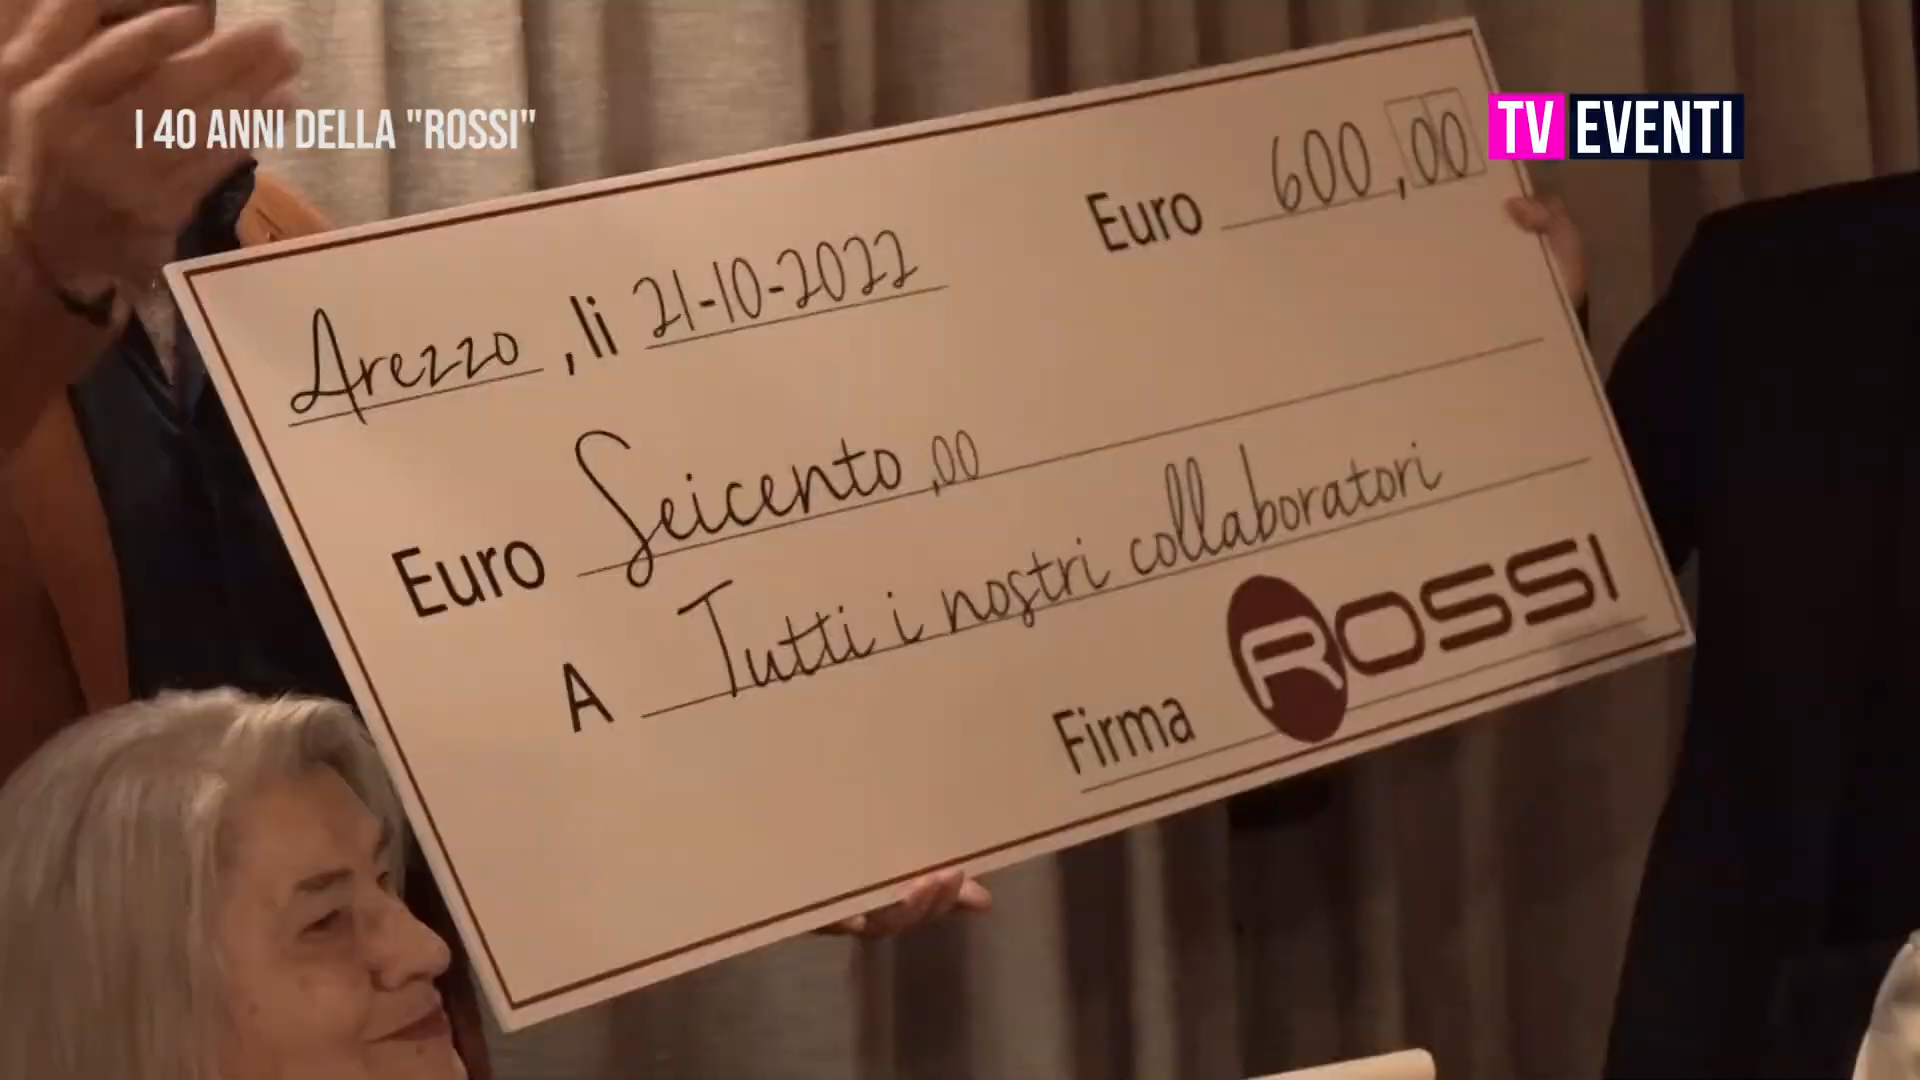 I 40 ANNI DELLA "ROSSI"
TV EVENTI
Euro 600,00
Arezzo, li 21-10-2022
Euro Seicento,00
A Tutti i nostri collaboratori
Firma ROSSI